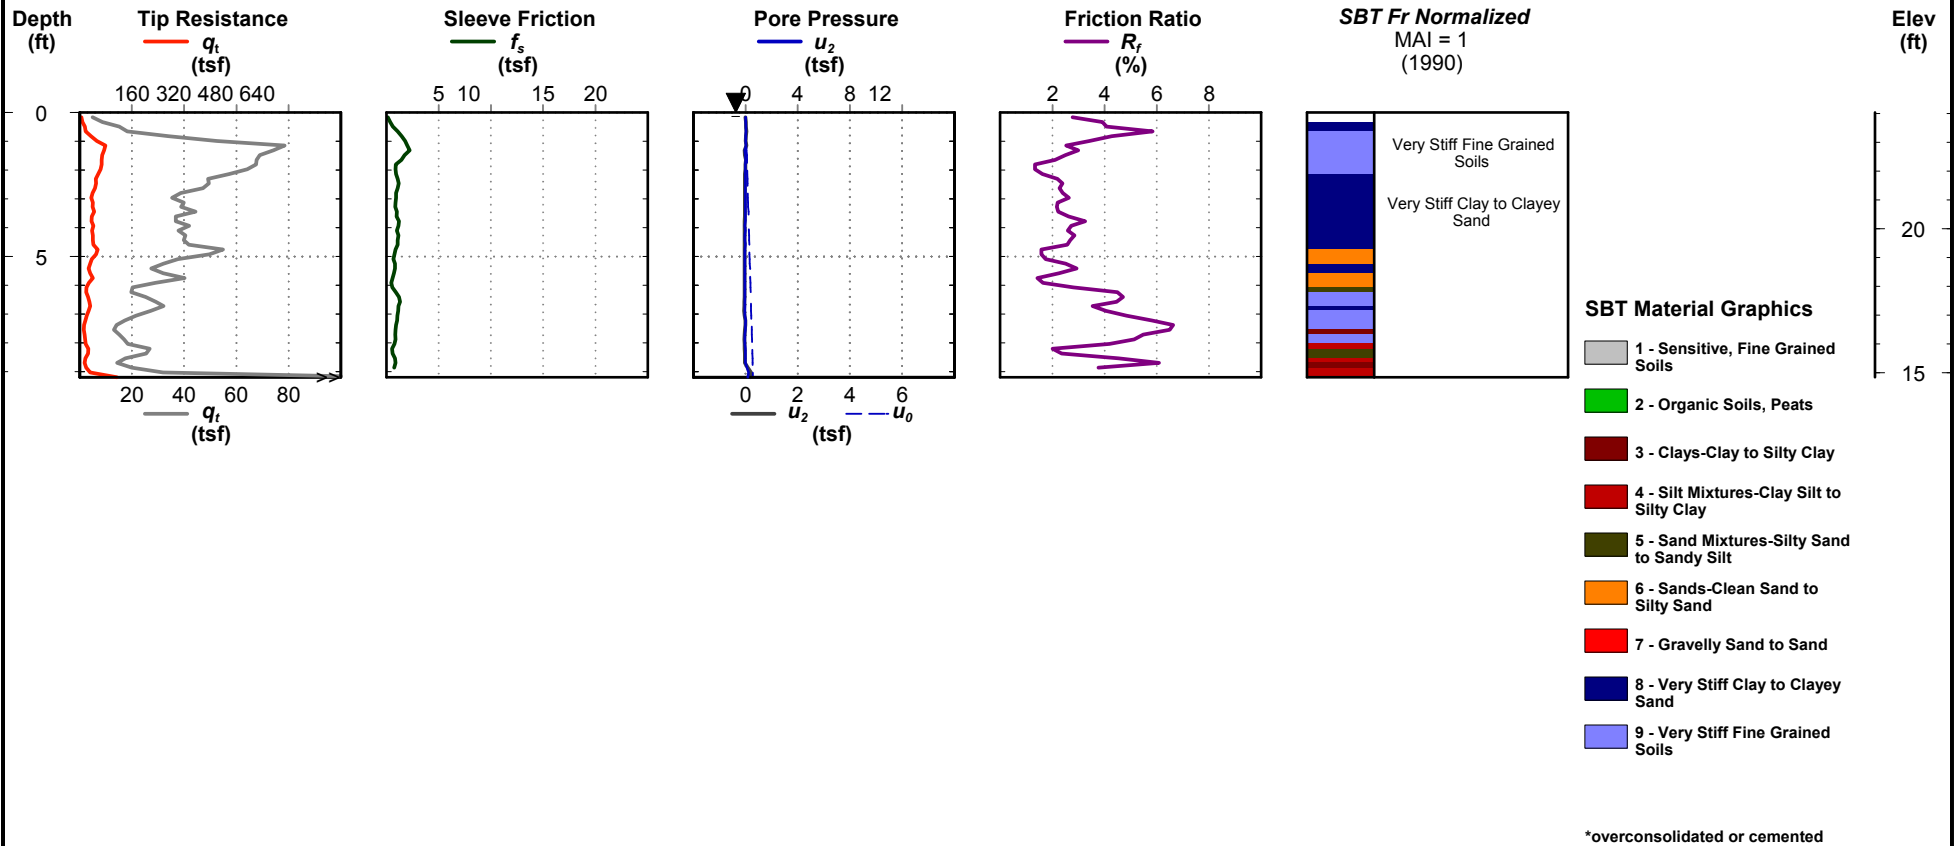 Depth
(ft)
Tip Resistance
qt
(tsf)
160 320 480 640
Sleeve Friction
fs
(tsf)
5 10 15 20
Pore Pressure
u2
(tsf)
0 4 8 12
Friction Ratio
Rf
(%)
2 4 6 8
SBT Fr Normalized
MAI = 1
(1990)
Elev
(ft)
0
5
20 40 60 80
qt
(tsf)
0 2 4 6
u2 u0
(tsf)
Very Stiff Fine Grained
Soils
Very Stiff Clay to Clayey
Sand
20
15
SBT Material Graphics
1 - Sensitive, Fine Grained
Soils
2 - Organic Soils, Peats
3 - Clays-Clay to Silty Clay
4 - Silt Mixtures-Clay Silt to
Silty Clay
5 - Sand Mixtures-Silty Sand
to Sandy Silt
6 - Sands-Clean Sand to
Silty Sand
7 - Gravelly Sand to Sand
8 - Very Stiff Clay to Clayey
Sand
9 - Very Stiff Fine Grained
Soils
*overconsolidated or cemented